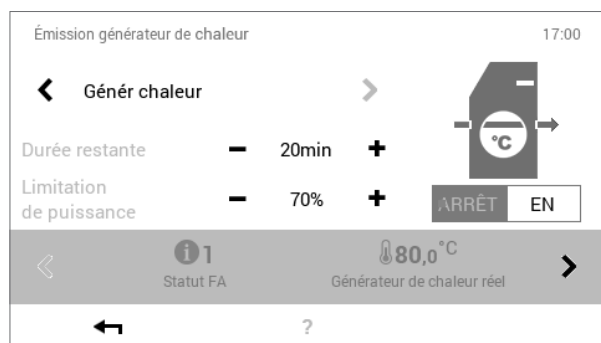 Émission générateur de chaleur 17:00
Génér chaleur
Durée restante 20min
Limitation
de puissance 70%
°C
ARRÊT EN
1 80,0°C
Statut FA Générateur de chaleur réel
?